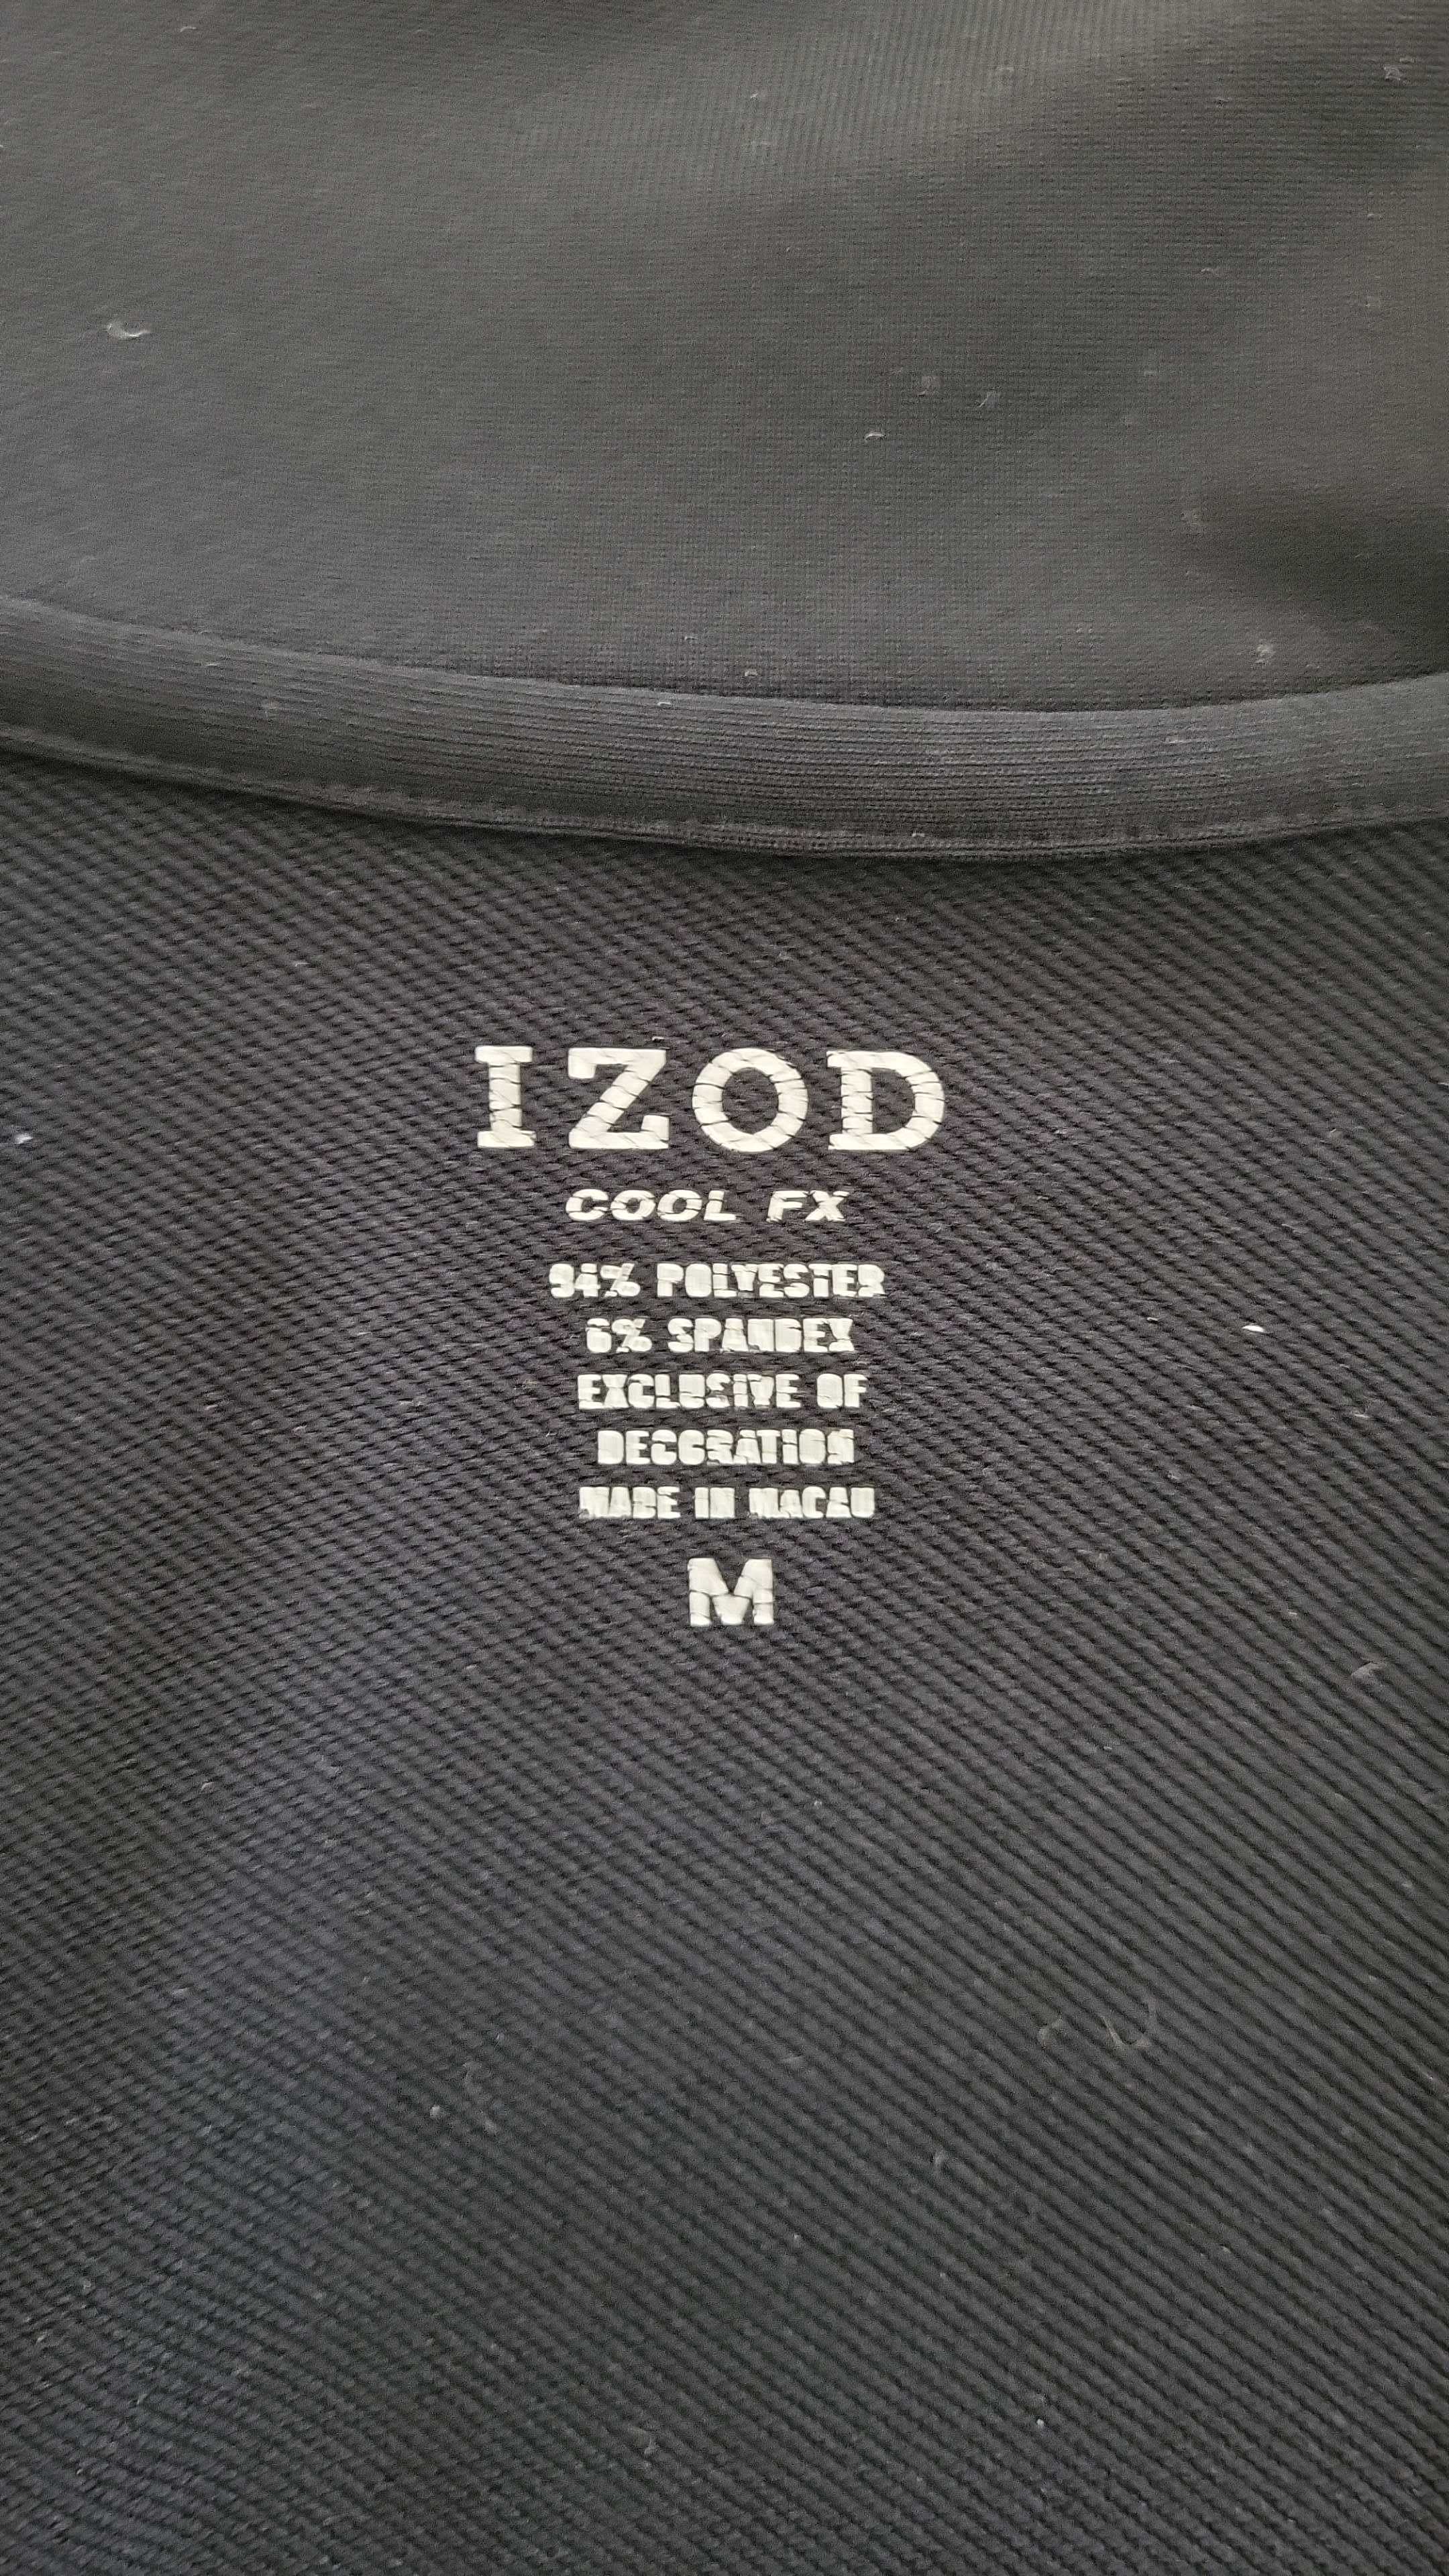 IZOD
COOL FX
94% POLYESTER
6% SPANDEX
EXCLUSIVE OF
DECORATION
MADE IN MACAU
M